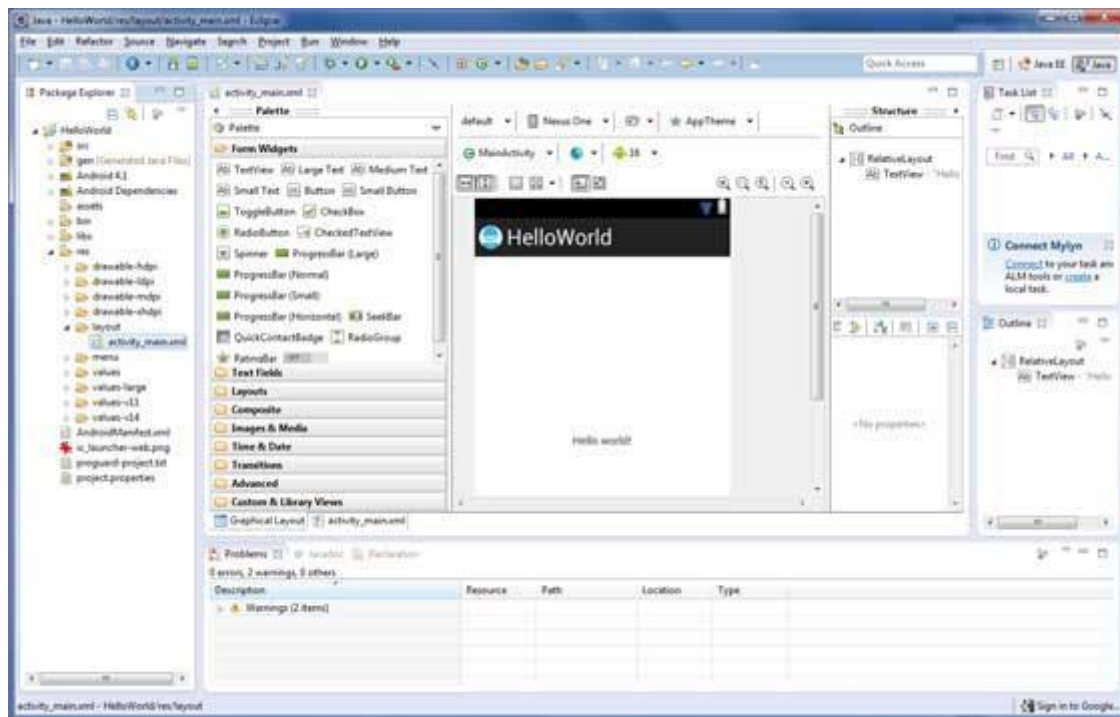 Java - HelloWorld/res/layout/activity_main.xml - Eclipse
File Edit Refactor Source Navigate Search Project Run Window Help
Quick Access
Java EE
Java
Package Explorer
HelloWorld
src
gen [Generated Java Files]
Android 4.1
Android Dependencies
assets
bin
libs
res
drawable-hdpi
drawable-ldpi
drawable-mdpi
drawable-xhdpi
layout
activity_main.xml
menu
values
values-large
values-v11
values-v14
AndroidManifest.xml
ic_launcher-web.png
proguard-project.txt
project.properties
activity_main.xml
Palette
Palette
Form Widgets
TextView Large Text Medium Text
Small Text Button Small Button
ToggleButton CheckBox
RadioButton CheckedTextView
Spinner ProgressBar (Large)
ProgressBar (Normal)
ProgressBar (Small)
ProgressBar (Horizontal) SeekBar
QuickContactBadge RadioGroup
RatingBar
Text Fields
Layouts
Composite
Images & Media
Time & Date
Transitions
Advanced
Custom & Library Views
Graphical Layout activity_main.xml
default Nexus One AppTheme
MainActivity 16
HelloWorld
Hello world!
Structure
Outline
RelativeLayout
TextView - "Hello
<No properties>
Task List
Find All A...
Connect Mylyn
Connect to your task and
ALM tools or create a
local task.
Outline
RelativeLayout
TextView - "Hello
Problems Javadoc Declaration
0 errors, 2 warnings, 0 others
Description Resource Path Location Type
Warnings (2 items)
activity_main.xml - HelloWorld/res/layout
Sign in to Google...